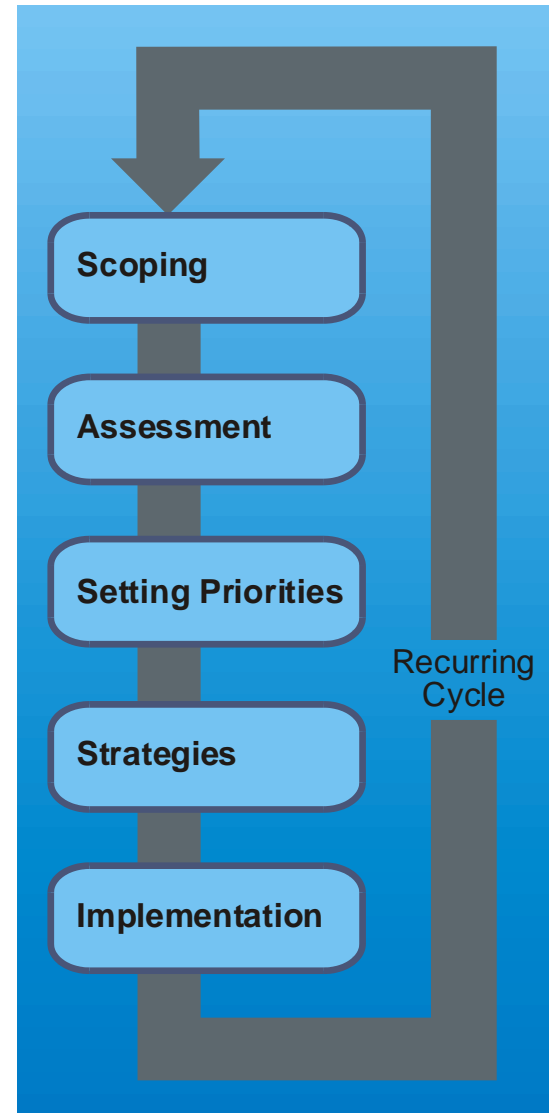 Scoping
Assessment
Setting Priorities
Strategies
Implementation
Recurring
Cycle